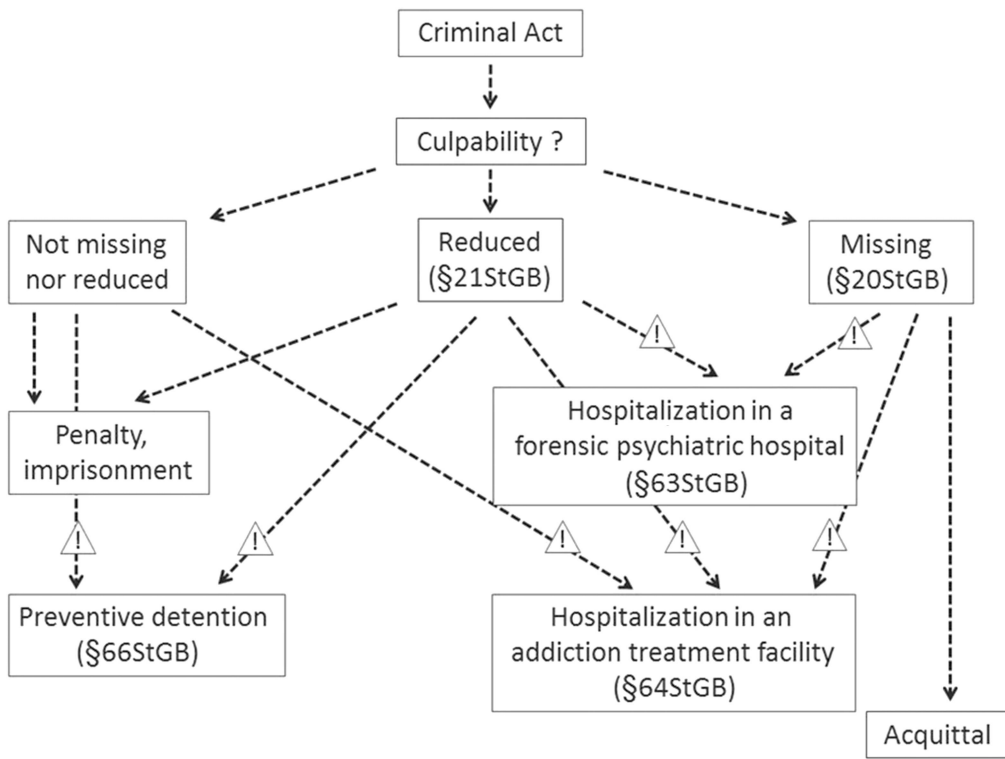 Criminal Act
Culpability ?
Not missing
nor reduced
Reduced
(§21StGB)
Missing
(§20StGB)
!
!
Penalty,
imprisonment
Hospitalization in a
forensic psychiatric hospital
(§63StGB)
!
!
!
!
!
Preventive detention
(§66StGB)
Hospitalization in an
addiction treatment facility
(§64StGB)
Acquittal